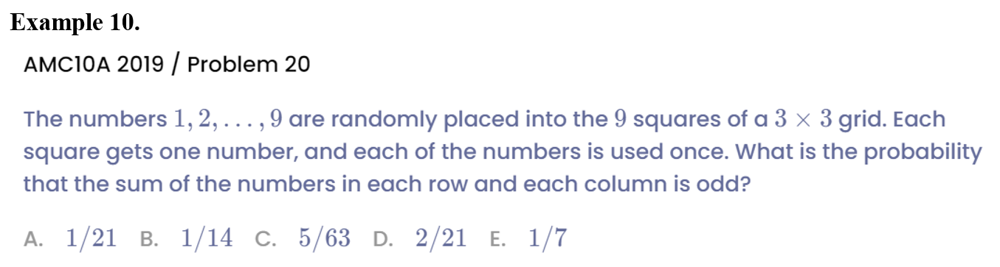 Example 10.
AMC10A 2019 / Problem 20
The numbers 1, 2, . . . , 9 are randomly placed into the 9 squares of a 3 × 3 grid. Each
square gets one number, and each of the numbers is used once. What is the probability
that the sum of the numbers in each row and each column is odd?
A. 1/21 B. 1/14 C. 5/63 D. 2/21 E. 1/7